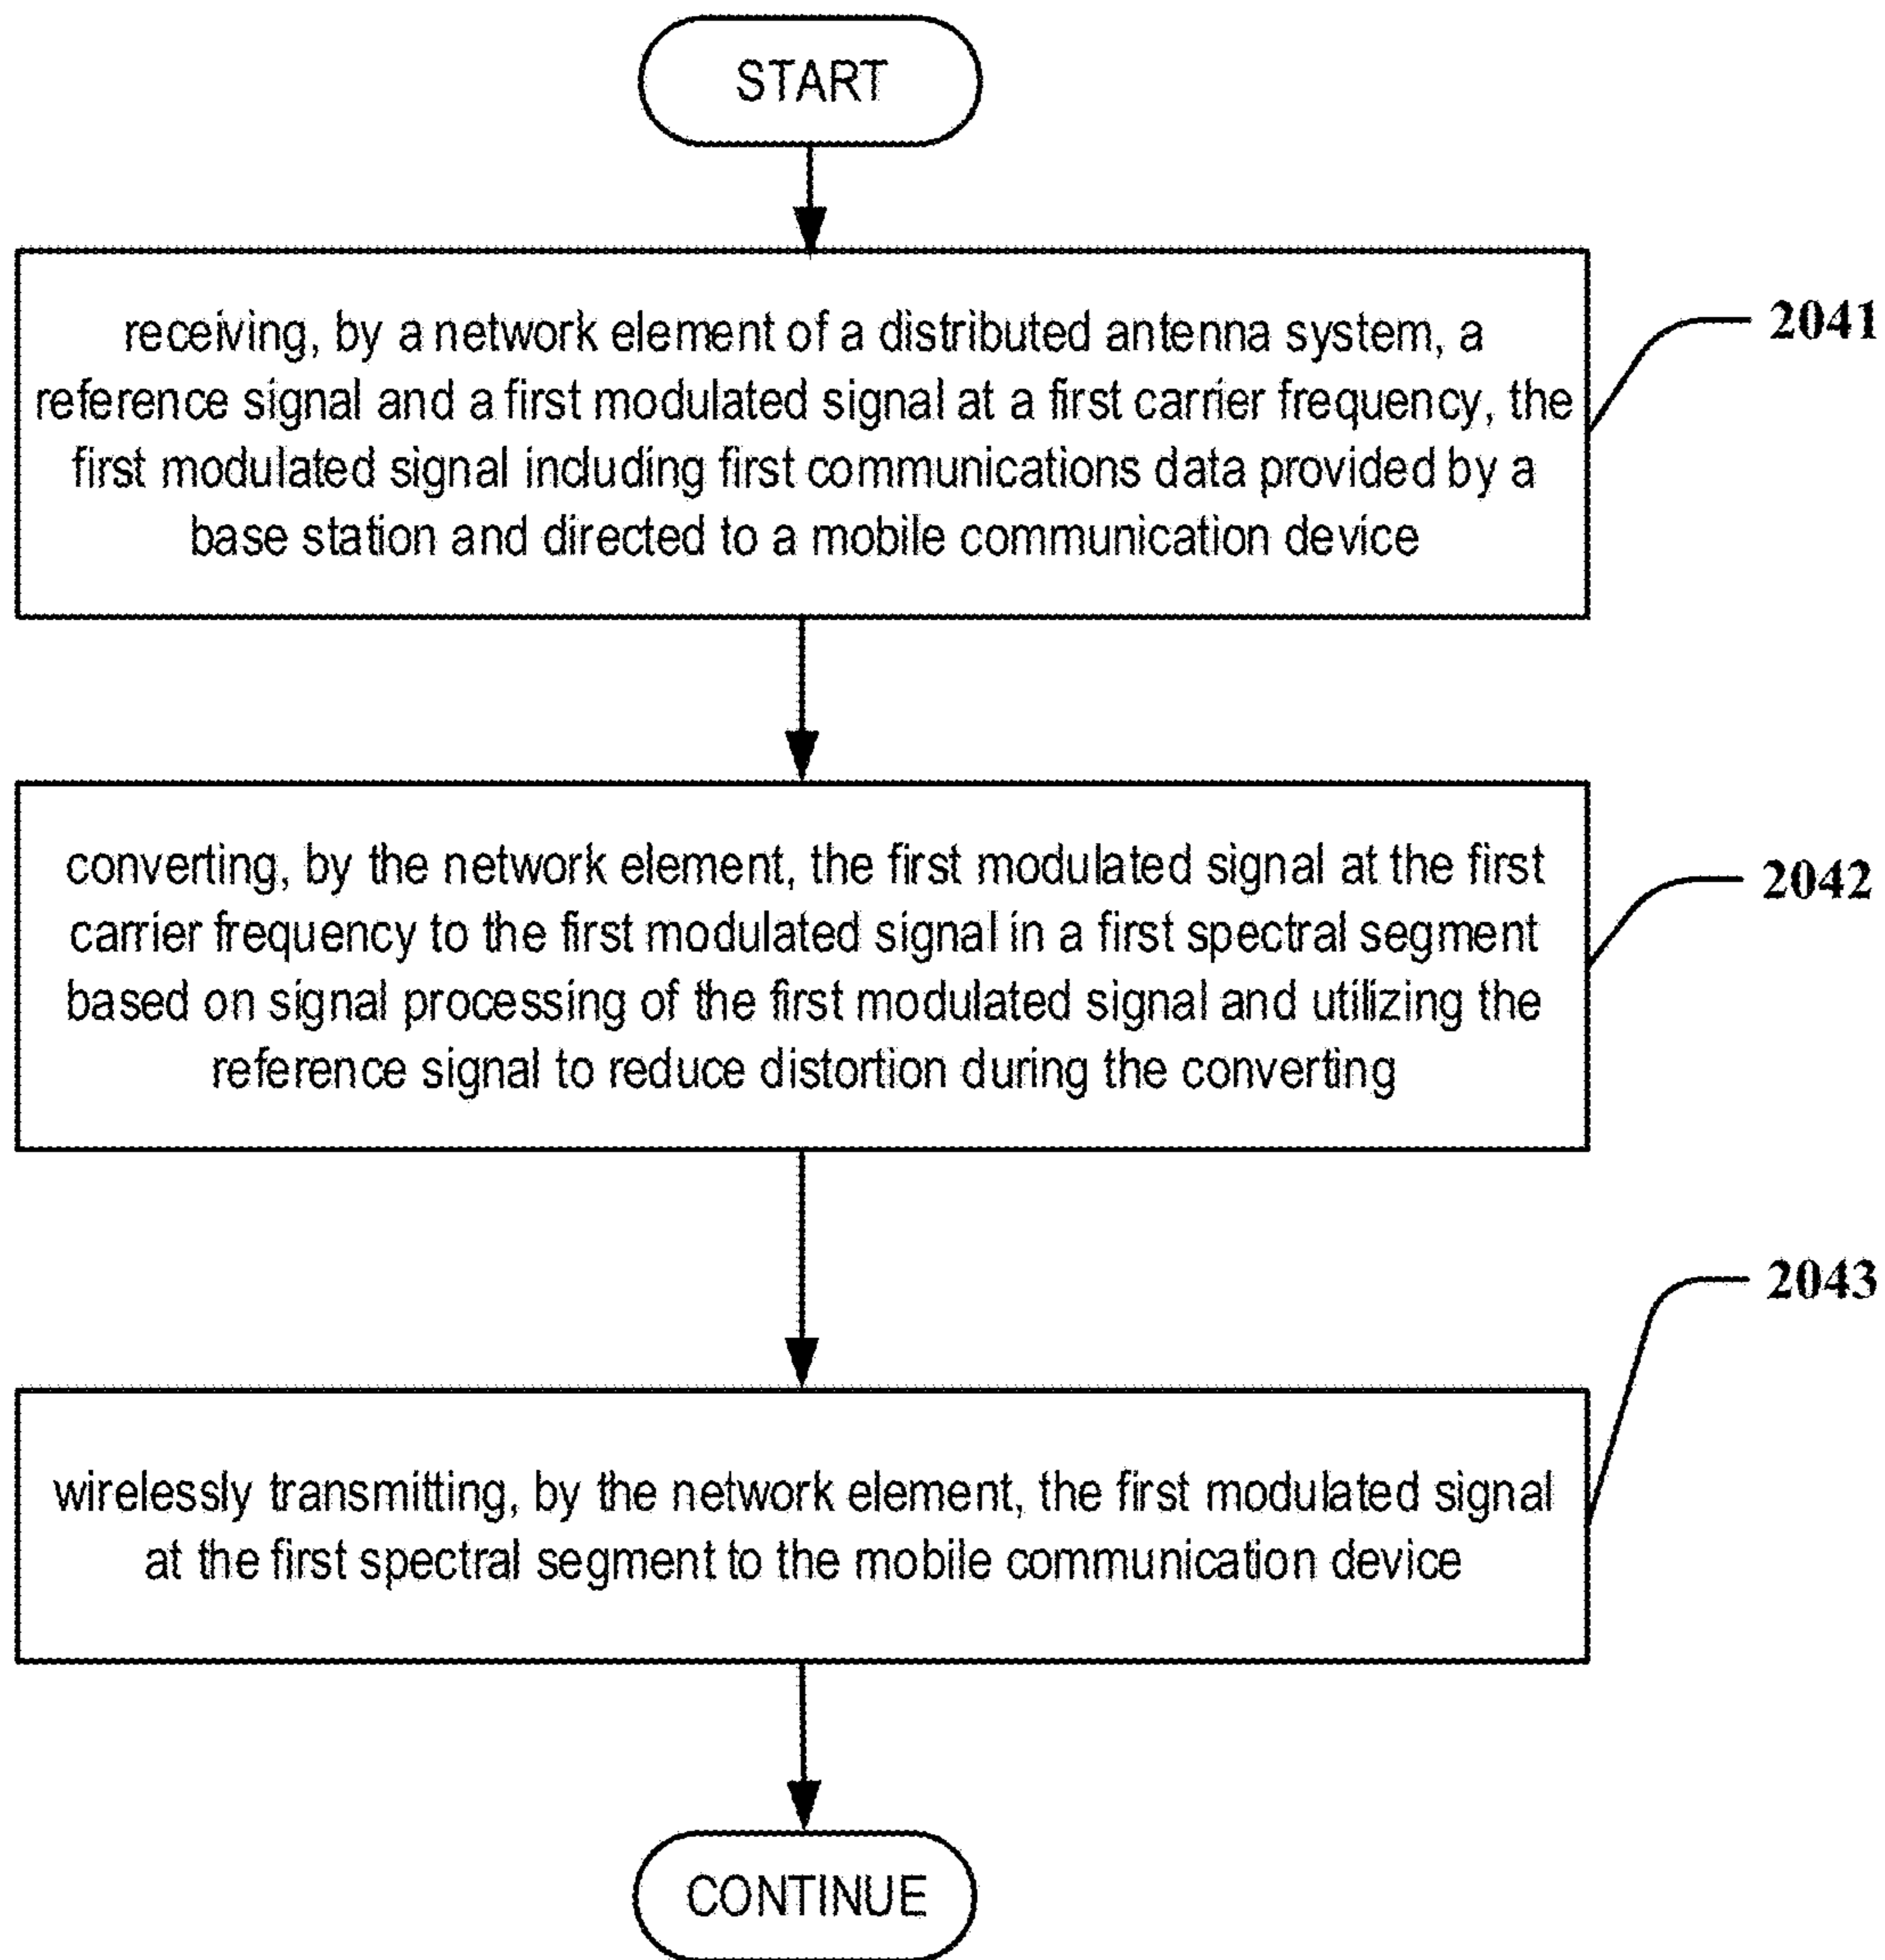 START
receiving, by a network element of a distributed antenna system, a
reference signal and a first modulated signal at a first carrier frequency, the
first modulated signal including first communications data provided by a
base station and directed to a mobile communication device
2041
converting, by the network element, the first modulated signal at the first
carrier frequency to the first modulated signal in a first spectral segment
based on signal processing of the first modulated signal and utilizing the
reference signal to reduce distortion during the converting
2042
wirelessly transmitting, by the network element, the first modulated signal
at the first spectral segment to the mobile communication device
2043
CONTINUE